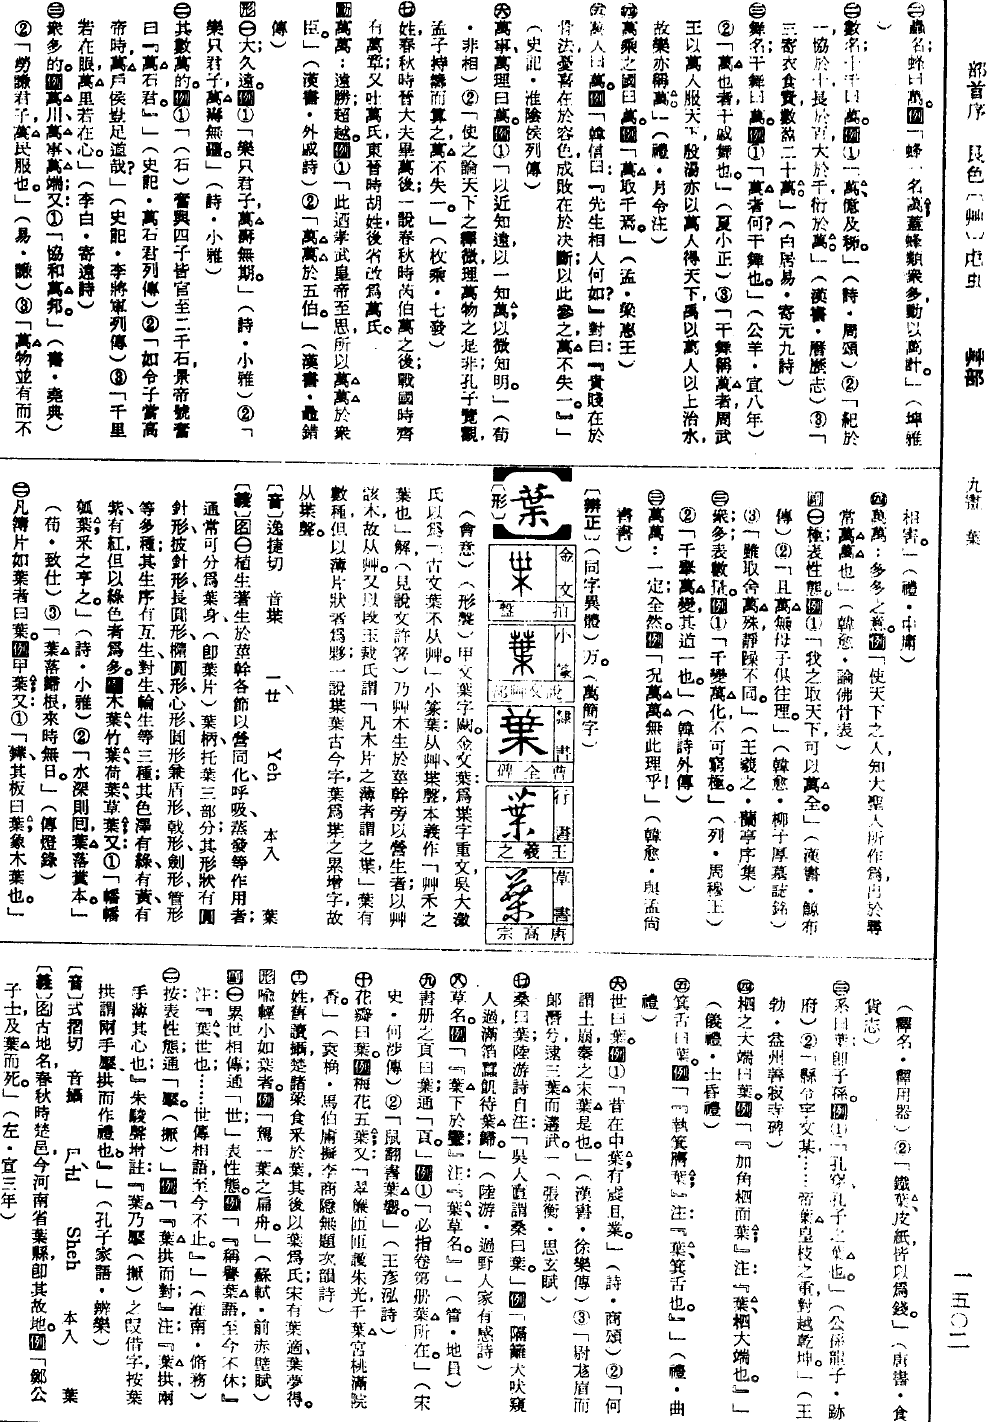 部首序 艮色〔艸〕虍虫 艸部 九畫 葉 一五〇二
㊀蟲名;蜂曰萬。例「蜂,一名萬,蓋蜂類衆多,動以萬計。」(埤雅
)
㊁數名;十千曰萬。例①「萬億及秭。」(詩・周頌)②「紀於
一,協於十,長於百,大於千,衍於萬。」(漢書・曆志)③「
三寄衣食資,數盈二十萬。」(白居易・寄元九詩)
㊂舞名;干舞曰萬。例①「萬者何?干舞也。」(公羊・宣八年)
②「萬也者,干戚舞也。」(夏小正)③「干舞稱萬者,周武
王以萬人服天下,殷湯亦以萬人得天下,禹以萬人以上治水,
故樂亦稱萬。」(禮・月令注)
㊃萬乘之國曰萬。例「萬取千焉。」(孟・梁惠王)
㊄萬人曰萬。例「韓信曰:『先生相人何如?』對曰:『貴賤在於
骨法,憂喜在於容色,成敗在於決斷;以此參之,萬不失一。』」
(史記・淮陰侯列傳)
㊅萬事萬理曰萬。例①「以近知遠,以一知萬,以微知明。」(荀
・非相)②「使之論天下之釋微,理萬物之是非,孔子覽觀,
孟子持籌而算之,萬不失一。」(枚乘・七發)
㊆姓;春秋時晉大夫畢萬後;一說春秋時芮伯萬之後;戰國時齊
有萬章。又吐萬氏,東晉時胡姓,後省改爲萬氏。
副萬萬:遠勝;超越。例①「此迺孝武皇帝至思所以萬萬於衆
臣。」(漢書・外戚詩)②「萬萬於五伯。」(漢書・鼂錯
傳)
形㊀大;久遠。例①「樂只君子,萬壽無期。」(詩・小雅)②「
樂只君子,萬壽無疆。」(詩・小雅)
㊁其數萬的。例①「(石)奮與四子皆官至二千石,景帝號奮
曰『萬石君』。」(史記・萬石君列傳)②「如令子當高
帝時,萬戶侯豈足道哉?」(史記・李將軍列傳)③「千里
若在眼,萬里若在心。」(李白・寄遠詩)
㊂衆多的。例萬川、萬事、萬端。又①「協和萬邦。」(書・堯典)
②「勞謙君子,萬民服也。」(易・謙)③「萬物並育而不
相害。」(禮・中庸)
㊃萬萬:多多之意。例「使天下之人,知大聖人所作爲,出於尋
常萬萬也。」(韓愈・論佛骨表)
副㊀極;表性態。例①「我之取天下可以萬全。」(漢書・鯨布
傳)②「且萬無母子俱往理。」(韓愈・柳子厚墓誌銘)
③「雖取舍萬殊,靜躁不同。」(王羲之・蘭亭序集)
㊁衆多;表數量。例①「千變萬化,不可窮極。」(列・周穆王)
②「千舉萬變,其道一也。」(韓詩外傳)
㊂萬萬:一定;全然。例「況萬萬無此理乎!」(韓愈・與孟尚
書書)
〔辨正〕(同字異體)万。(萬簡字)
葉
〔形〕
金文 拍盤
小篆 說文艸部
隸書 曹全碑
行書 王羲之
草書 唐高宗
(會意)(形聲)甲文葉字闕。金文葉:爲枼字重文,吳大澂
氏以爲「古文葉不从艸。」小篆葉:从艸,枼聲,本義作「艸木之
葉也」解(見說文許箸),乃艸木生於莖幹旁以營生者;以艸
該木,故从艸。又以段玉裁氏謂「凡木片之薄者謂之枼」,葉有
數種,但以薄片狀者爲夥;一說枼葉古今字,葉爲枼之累增字,故
从枼聲。
〔音〕逸捷切 音葉 ㄧㄝˋ Yeh 本入 葉
〔義〕名㊀植生,著生於莖幹各節,以營同化、呼吸、蒸發等作用者;
通常可分爲葉身(卽葉片)、葉柄、托葉三部分;其形狀有圓
針形、披針形、長圓形、橢圓形、心形、圓形、兼盾形、戟形、劍形、管形
等多種;其生序有互生、對生、輪生等三種;其色澤有綠、有黃、有
紫、有紅,但以綠色者爲多。例木葉、竹葉、荷葉、草葉;又:①「幡幡
瓠葉,采之亨之。」(詩・小雅)②「水深則回,葉落糞本。」
(荀・致仕)③「葉落歸根,來時無日。」(傳燈錄)
㊁凡薄片如葉者曰葉。例甲葉;又:①「鐸其板曰葉,象木葉也。」
(釋名・釋用器)②「鐵葉、皮紙皆以爲錢。」(唐書・食
貨志)
㊂系曰葉;卽子孫。例①「孔穿,孔子之葉也。」(公孫龍子・跡
府)②「縣令字文某……帝葉皇枝之重,對越乾坤。」(王
勃・益州善寂寺碑)
㊃栖之大端曰葉。例「『加角栖面葉。』注:『葉,栖大端也。』」
(儀禮・士昏禮)
㊄箕舌曰葉。例「『執箕膺葉。』注:『葉,箕舌也。』」(禮・曲
禮)
㊅世曰葉。例①「昔在中葉,有震且業。」(詩・商頌)②「何
謂土崩,秦之末葉是也。」(漢書・徐樂傳)③「尉尨眉而
郎潛兮,逮三葉而遘武。」(張衡・思玄賦)
㊆桑曰葉;陸游詩自注:「吳人直謂桑曰葉。」例「隔籬犬吠窺
人過,滿箔蠶飢待葉歸。」(陸游・過野人家有感詩)
㊇草名。例「『葉下於𦿆。』注:『葉,草名。』」(管・地員)
㊈書册之頁曰葉;通「頁」。例①「必指卷第册葉所在。」(宋
史・何涉傳)②「鼠翻書葉響。」(王彥泓詩)
㊉花瓣曰葉。例梅花五葉。又「翠簾匝匝護朱光,千葉宮桃滿院
香。」(袁桷・馬伯庸擬李商隱無題次韻詩)
姓;舊讀攝;楚諸梁食釆於葉,其後以葉爲氏;宋有葉適、葉夢得。
形喩輕小如葉者。例「駕一葉之扁舟。」(蘇軾・前赤壁賦)
副㊀累世相傳;通「世」;表性態。例「『稱譽葉語,至今不休。』
注:『葉,世也……世傳相語,至今不止。』」(淮南・脩務)
㊁按;表性態;通「擪(擫)」。例「『葉拱而對。』注:『葉拱,兩
手薄其心也。』朱駿聲增註:『葉乃擪(擫)之叚借字,按葉
拱謂兩手擪拱而作禮也。』」(孔子家語・辨樂)
〔音〕式摺切 音攝 ㄕㄜˋ Sheh 本入 葉
〔義〕名古地名;春秋時楚邑,今河南省葉縣卽其故地。例「鄭公
子士及葉而死。」(左・宣三年)